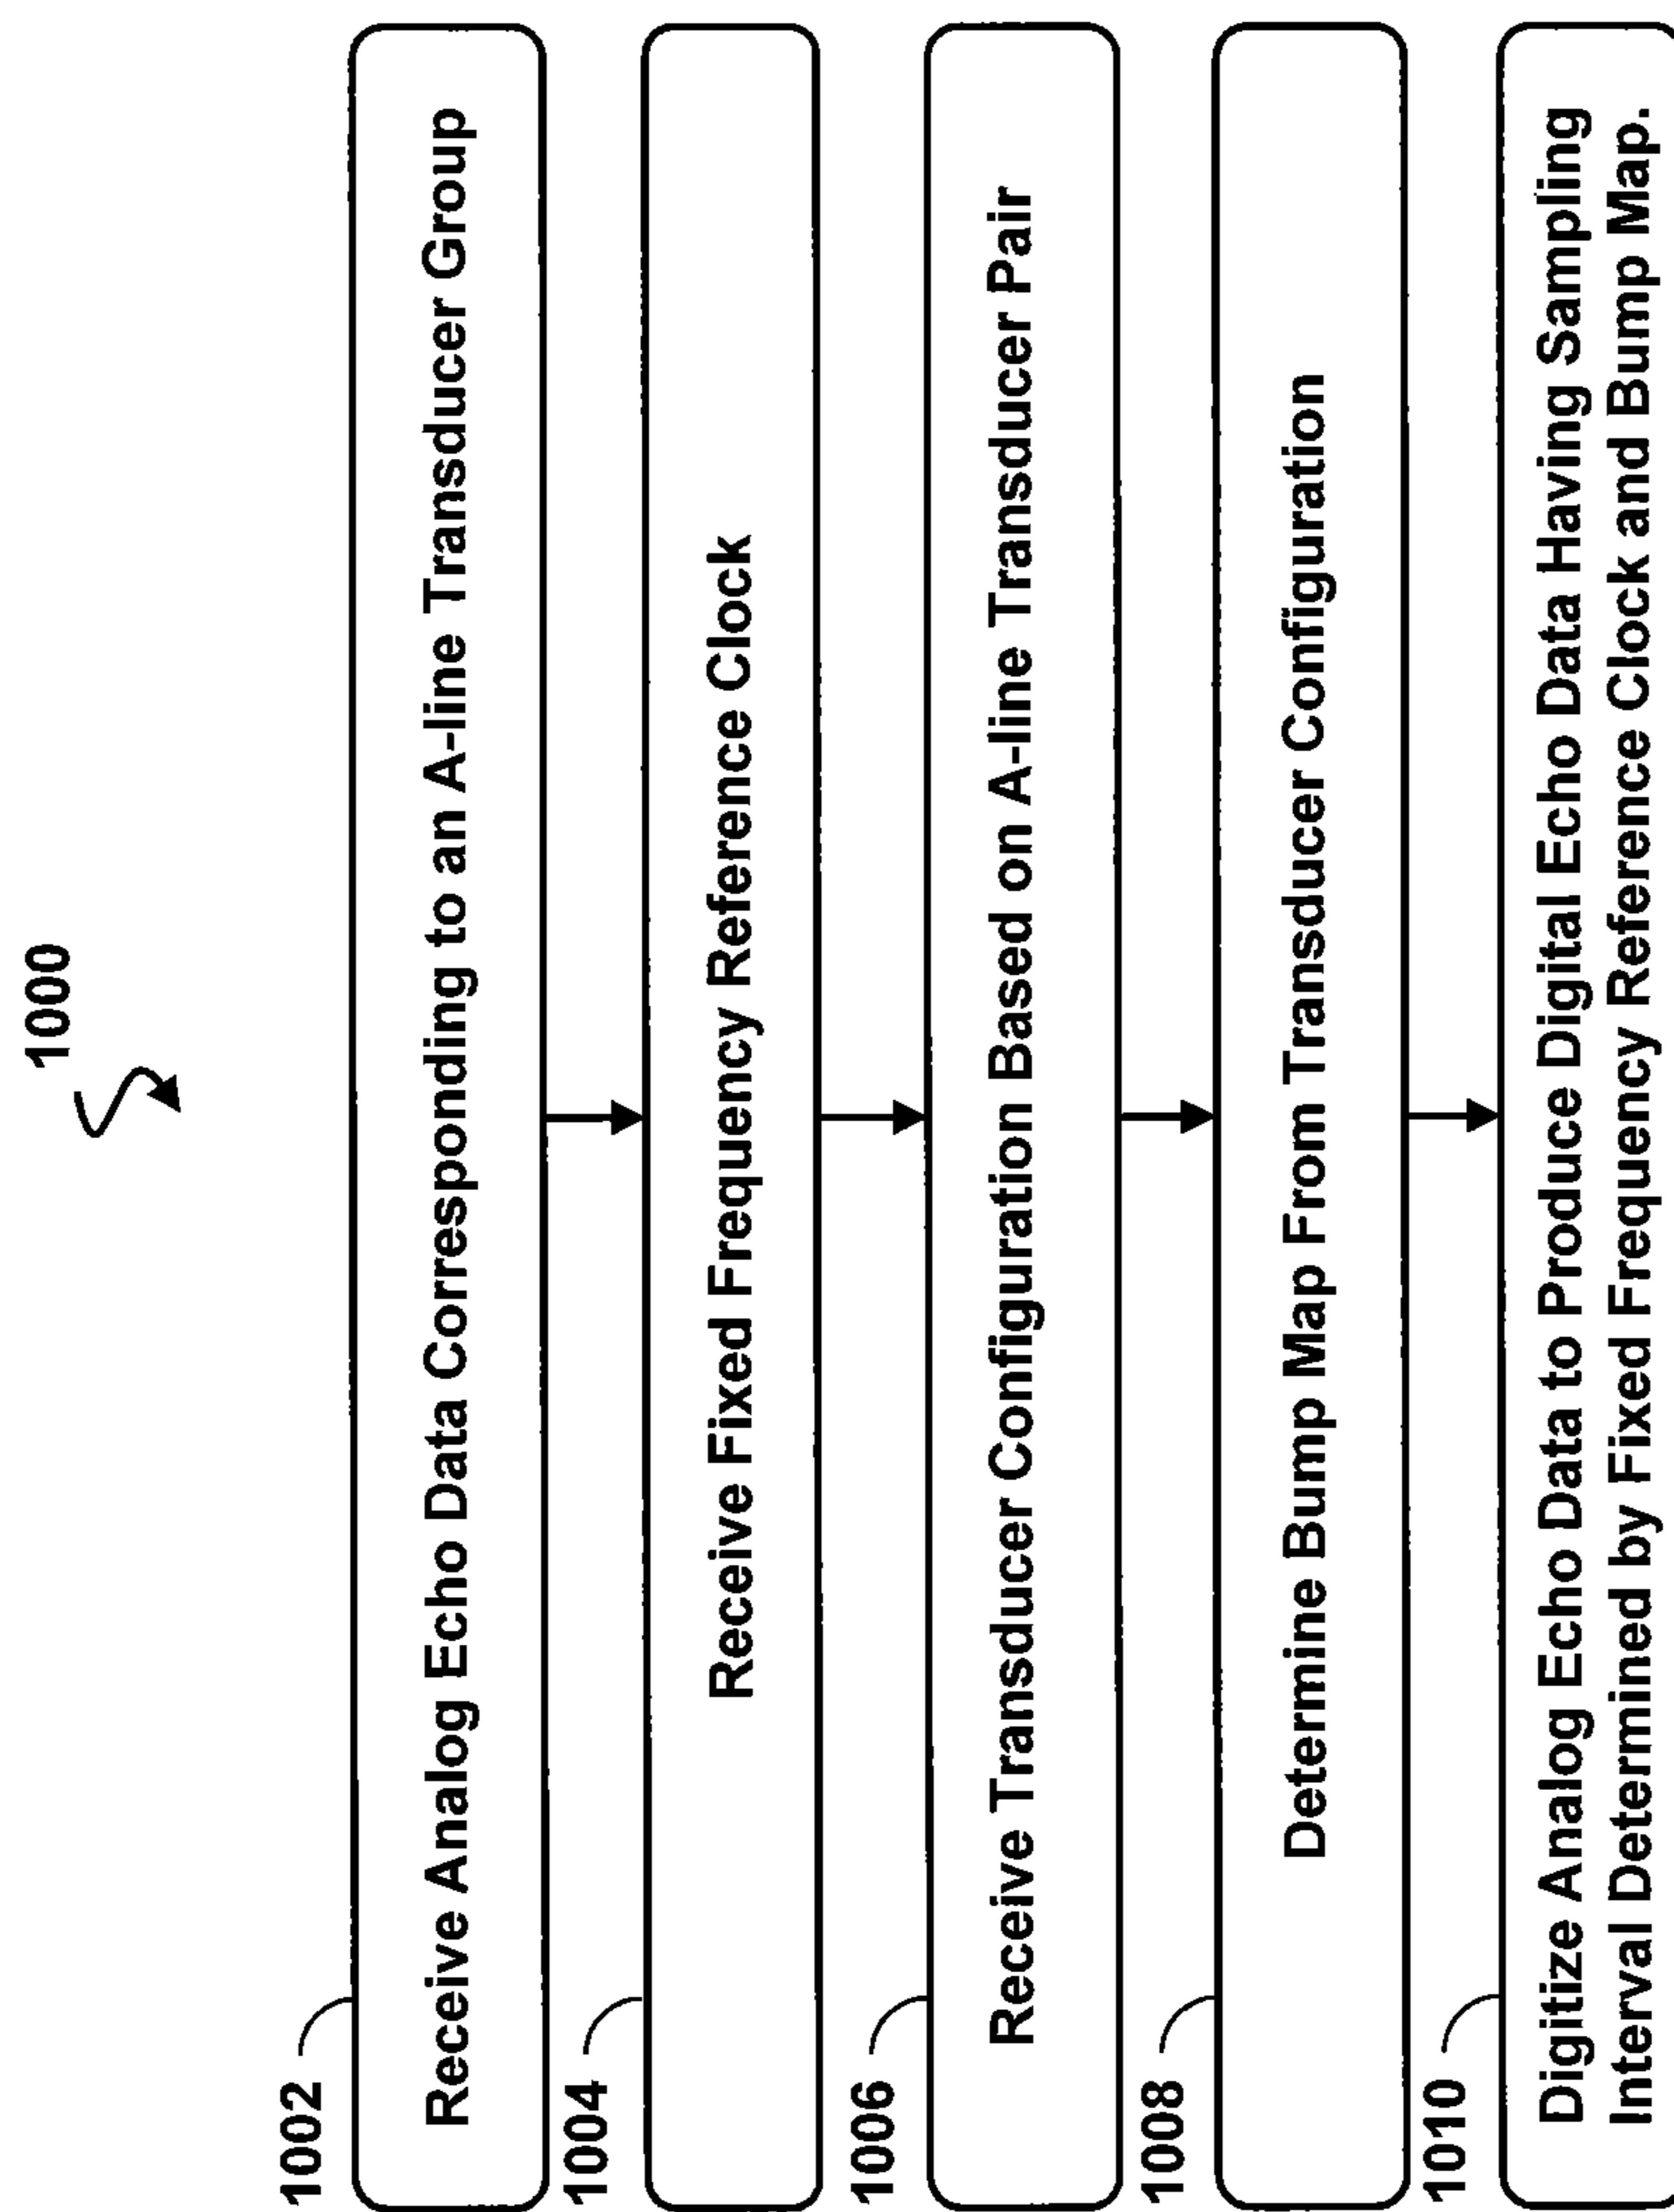 1000
1002
Receive Analog Echo Data Corresponding to an A-line Transducer Group
1004
Receive Fixed Frequency Reference Clock
1006
Receive Transducer Configuration Based on A-line Transducer Pair
1008
Determine Bump Map From Transducer Configuration
1010
Digitize Analog Echo Data to Produce Digital Echo Data Having Sampling
Interval Determined by Fixed Frequency Reference Clock and Bump Map.